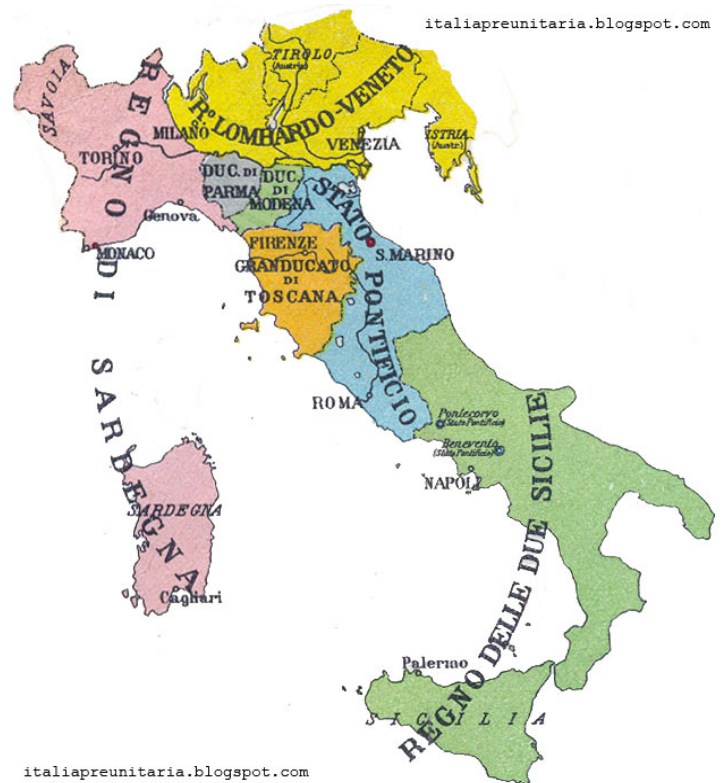 italiapreunitaria.blogspot.com
TIROLO
(Austria)
SAVOIA
REGNO DI SARDEGNA
Rº LOMBARDO-VENETO
MILANO
VENEZIA
ISTRIA
(Austr.)
TORINO
DUC. DI
PARMA
DUC.
DI
MODENA
STATO PONTIFICIO
Genova
MONACO
FIRENZE
S. MARINO
GRANDUCATO
DI
TOSCANA
ROMA
Pontecorvo
(Stato Pontificio)
Benevento
(Stato Pontificio)
NAPOLI
REGNO DELLE DUE SICILIE
SARDEGNA
Cagliari
Palermo
SICILIA
italiapreunitaria.blogspot.com